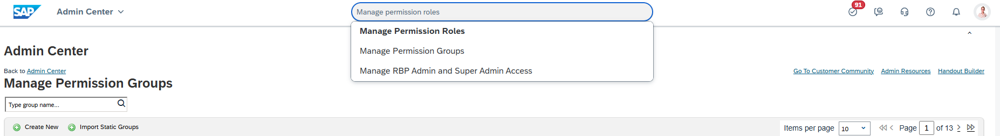 SAP Admin Center Manage permission roles 91
Manage Permission Roles
Manage Permission Groups
Manage RBP Admin and Super Admin Access
Admin Center
Back to Admin Center
Go To Customer Community Admin Resources Handout Builder
Manage Permission Groups
Type group name...
Create New Import Static Groups Items per page 10 Page 1 of 13